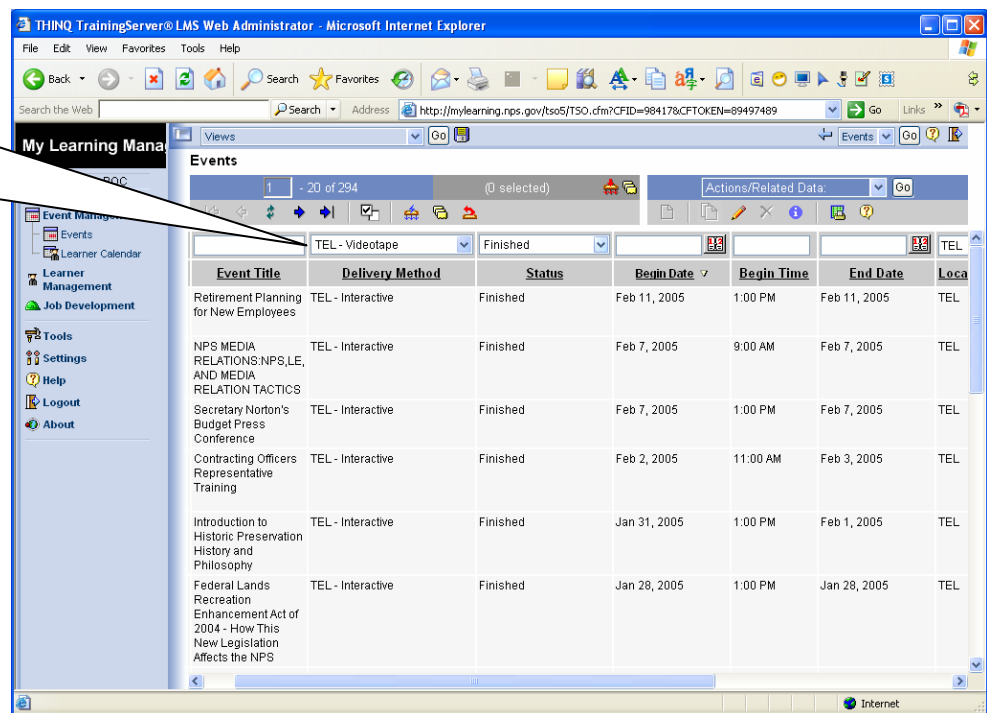 THINQ TrainingServer® LMS Web Administrator - Microsoft Internet Explorer
File Edit View Favorites Tools Help
Back Search Favorites
Search the Web Search Address http://mylearning.nps.gov/tso5/TSO.cfm?CFID=98417&CFTOKEN=89497489 Go Links »
My Learning Mana
Views Go Events Go
Events
1 - 20 of 294 (0 selected) Actions/Related Data: Go
Event
Events
Learner Calendar
Learner
Management
Job Development
Tools
Settings
Help
Logout
About
TEL - Videotape Finished TEL
Event Title Delivery Method Status Begin Date Begin Time End Date Loca
Retirement Planning TEL - Interactive Finished Feb 11, 2005 1:00 PM Feb 11, 2005 TEL
for New Employees
NPS MEDIA TEL - Interactive Finished Feb 7, 2005 9:00 AM Feb 7, 2005 TEL
RELATIONS:NPS,LE,
AND MEDIA
RELATION TACTICS
Secretary Norton's TEL - Interactive Finished Feb 7, 2005 1:00 PM Feb 7, 2005 TEL
Budget Press
Conference
Contracting Officers TEL - Interactive Finished Feb 2, 2005 11:00 AM Feb 3, 2005 TEL
Representative
Training
Introduction to TEL - Interactive Finished Jan 31, 2005 1:00 PM Feb 1, 2005 TEL
Historic Preservation
History and
Philosophy
Federal Lands TEL - Interactive Finished Jan 28, 2005 1:00 PM Jan 28, 2005 TEL
Recreation
Enhancement Act of
2004 - How This
New Legislation
Affects the NPS
Internet